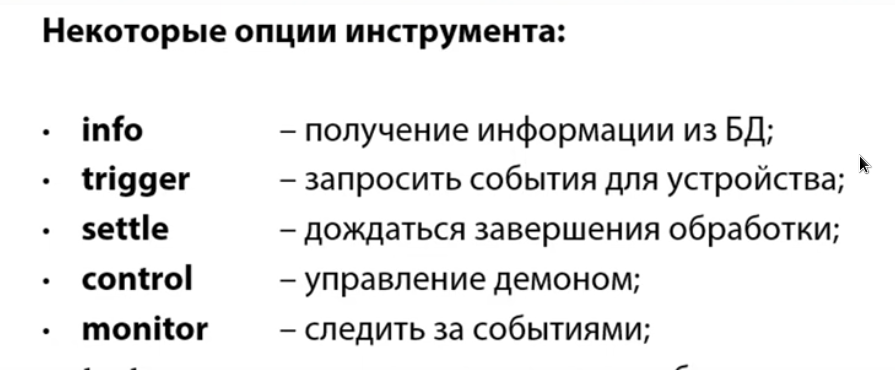 Некоторые опции инструмента:
• info – получение информации из БД;
• trigger – запросить события для устройства;
• settle – дождаться завершения обработки;
• control – управление демоном;
• monitor – следить за событиями;